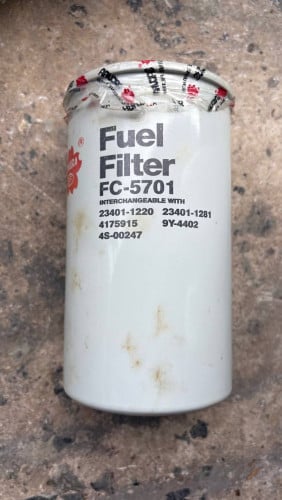 Fuel
Filter
FC-5701
INTERCHANGEABLE WITH
23401-1220 23401-1281
4175915 9Y-4402
4S-00247